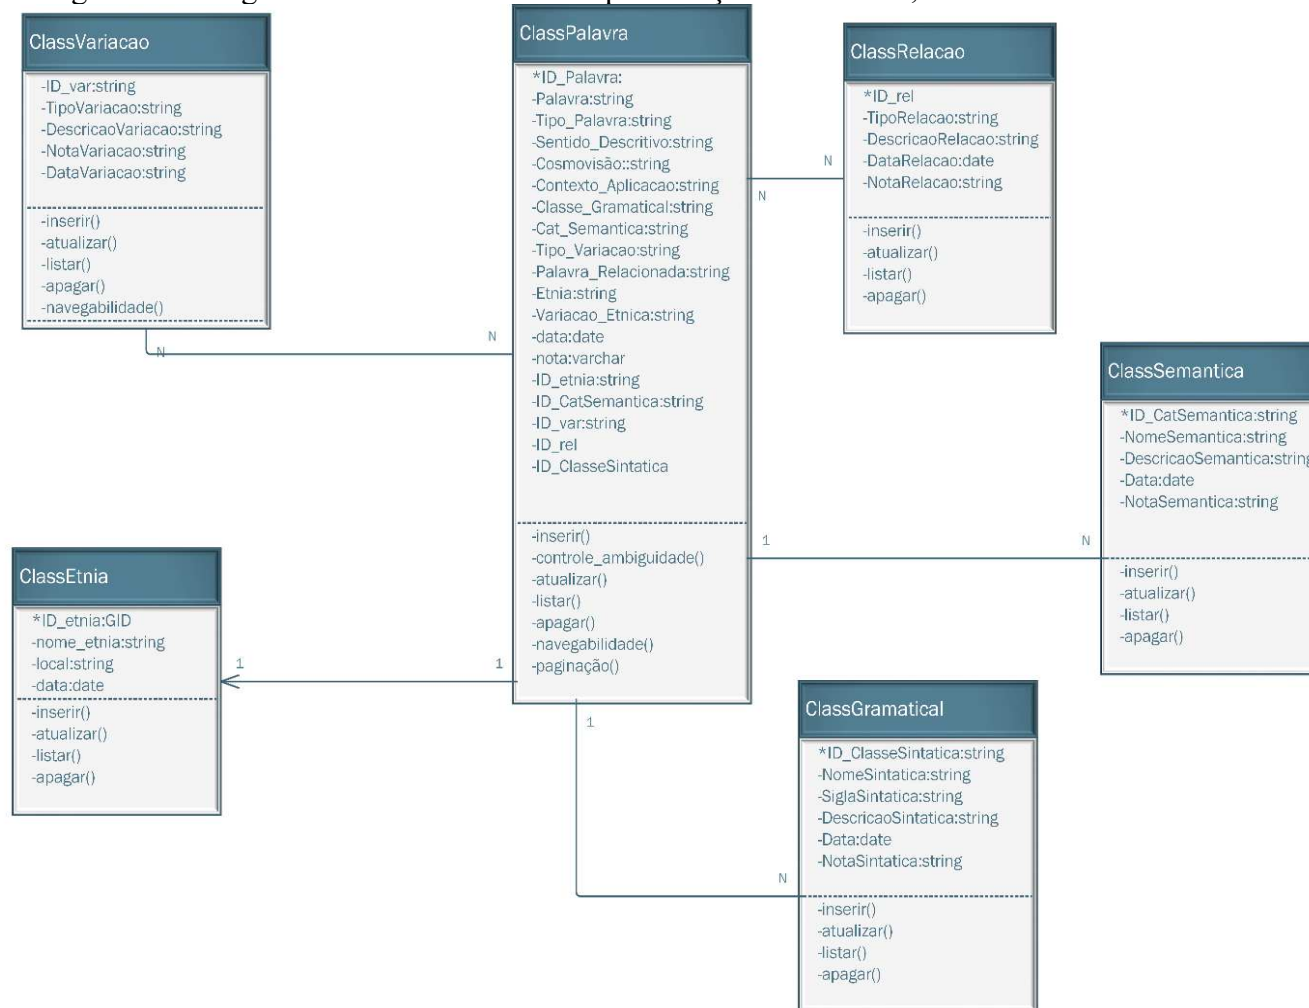 ClassVariacao
-ID_var:string
-TipoVariacao:string
-DescricaoVariacao:string
-NotaVariacao:string
-DataVariacao:string
-inserir()
-atualizar()
-listar()
-apagar()
-navegabilidade()
N
N
ClassPalavra
*ID_Palavra:
-Palavra:string
-Tipo_Palavra:string
-Sentido_Descritivo:string
-Cosmovisão::string
-Contexto_Aplicacao:string
-Classe_Gramatical:string
-Cat_Semantica:string
-Tipo_Variacao:string
-Palavra_Relacionada:string
-Etnia:string
-Variacao_Etnica:string
-data:date
-nota:varchar
-ID_etnia:string
-ID_CatSemantica:string
-ID_var:string
-ID_rel
-ID_ClasseSintatica
-inserir()
-controle_ambiguidade()
-atualizar()
-listar()
-apagar()
-navegabilidade()
-paginação()
N
N
ClassRelacao
*ID_rel
-TipoRelacao:string
-DescricaoRelacao:string
-DataRelacao:date
-NotaRelacao:string
-inserir()
-atualizar()
-listar()
-apagar()
1
N
ClassSemantica
*ID_CatSemantica:string
-NomeSemantica:string
-DescricaoSemantica:string
-Data:date
-NotaSemantica:string
-inserir()
-atualizar()
-listar()
-apagar()
ClassEtnia
*ID_etnia:GID
-nome_etnia:string
-local:string
-data:date
-inserir()
-atualizar()
-listar()
-apagar()
1
1
1
N
ClassGramatical
*ID_ClasseSintatica:string
-NomeSintatica:string
-SiglaSintatica:string
-DescricaoSintatica:string
-Data:date
-NotaSintatica:string
-inserir()
-atualizar()
-listar()
-apagar()